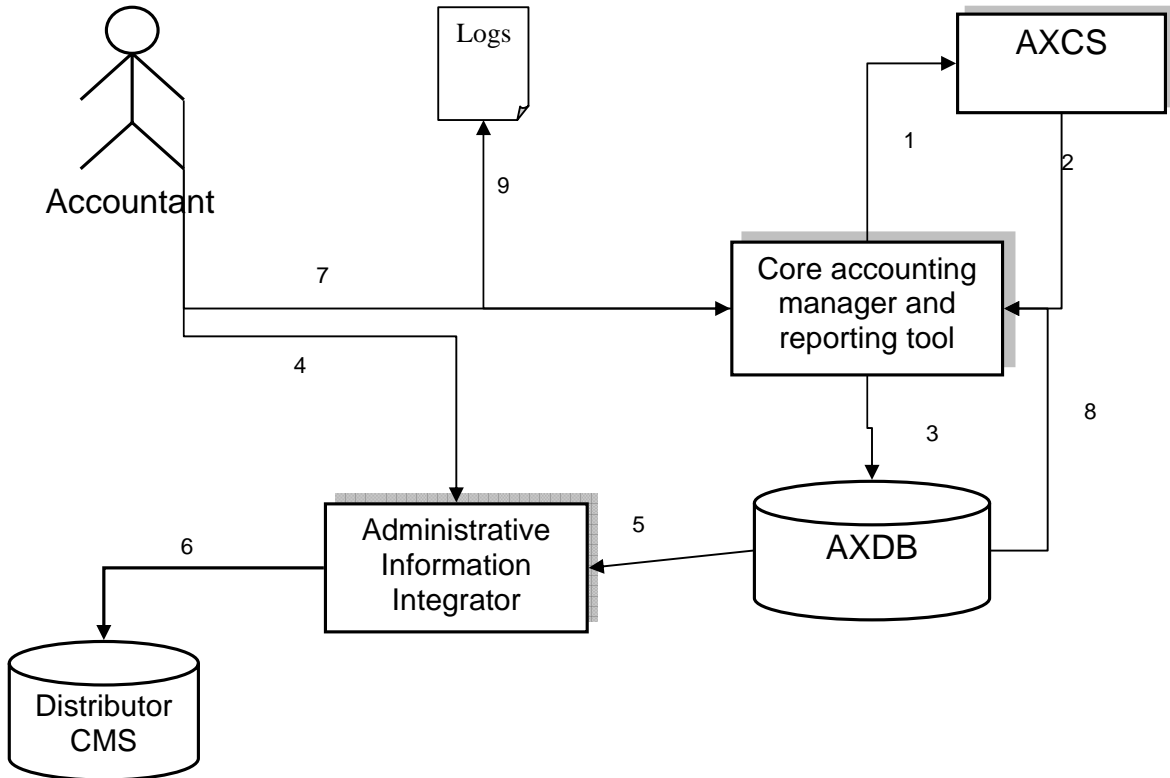 Logs
AXCS
1
2
Accountant
9
Core accounting
manager and
reporting tool
7
4
8
3
5
AXDB
Administrative
Information
Integrator
6
Distributor
CMS